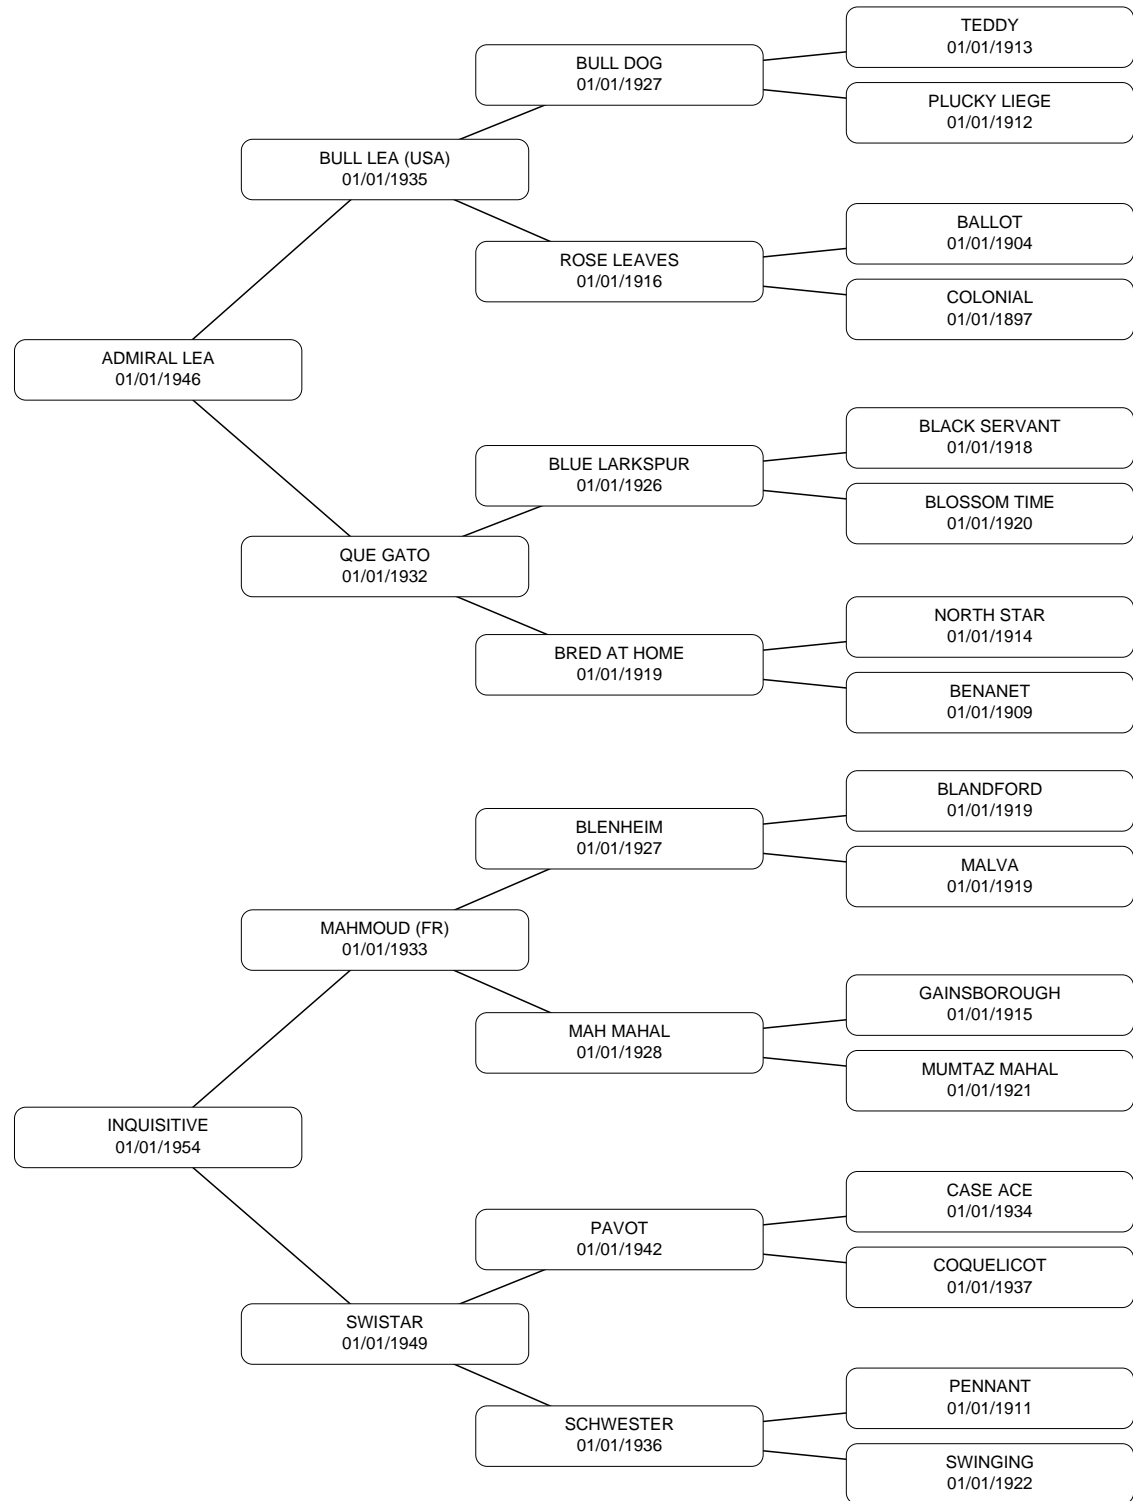 TEDDY
01/01/1913
BULL DOG
01/01/1927
PLUCKY LIEGE
01/01/1912
BULL LEA (USA)
01/01/1935
BALLOT
01/01/1904
ROSE LEAVES
01/01/1916
COLONIAL
01/01/1897
ADMIRAL LEA
01/01/1946
BLACK SERVANT
01/01/1918
BLUE LARKSPUR
01/01/1926
BLOSSOM TIME
01/01/1920
QUE GATO
01/01/1932
NORTH STAR
01/01/1914
BRED AT HOME
01/01/1919
BENANET
01/01/1909
BLANDFORD
01/01/1919
BLENHEIM
01/01/1927
MALVA
01/01/1919
MAHMOUD (FR)
01/01/1933
GAINSBOROUGH
01/01/1915
MAH MAHAL
01/01/1928
MUMTAZ MAHAL
01/01/1921
INQUISITIVE
01/01/1954
CASE ACE
01/01/1934
PAVOT
01/01/1942
COQUELICOT
01/01/1937
SWISTAR
01/01/1949
PENNANT
01/01/1911
SCHWESTER
01/01/1936
SWINGING
01/01/1922